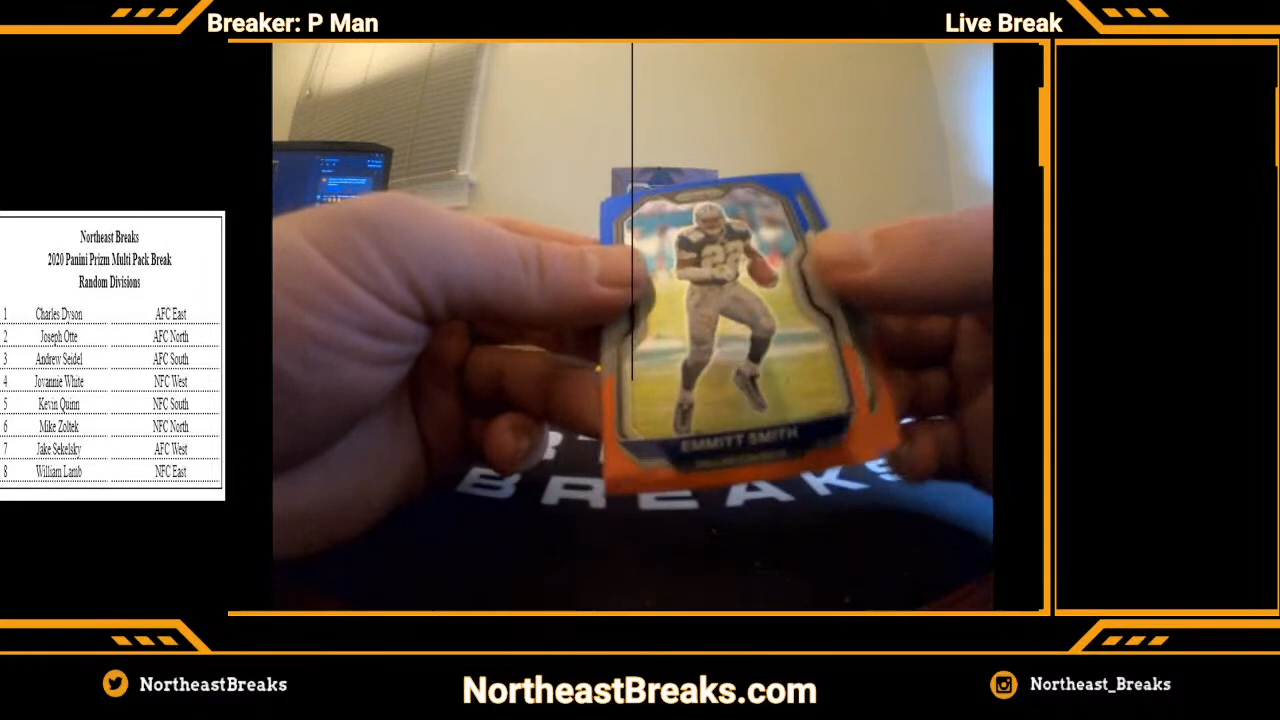 Breaker: P Man
Live Break
Northeast Breaks
2020 Panini Prizm Multi Pack Break
Random Divisions
1 Charles Dyson AFC East
2 Joseph Otte AFC North
3 Andrew Seidel AFC South
4 Jovannie White NFC West
5 Kevin Quinn NFC South
6 Mike Zoltek NFC North
7 Jake Sekelsky AFC West
8 William Lamb NFC East
22
EMMITT SMITH
BREAKS
NortheastBreaks
NortheastBreaks.com
Northeast_Breaks